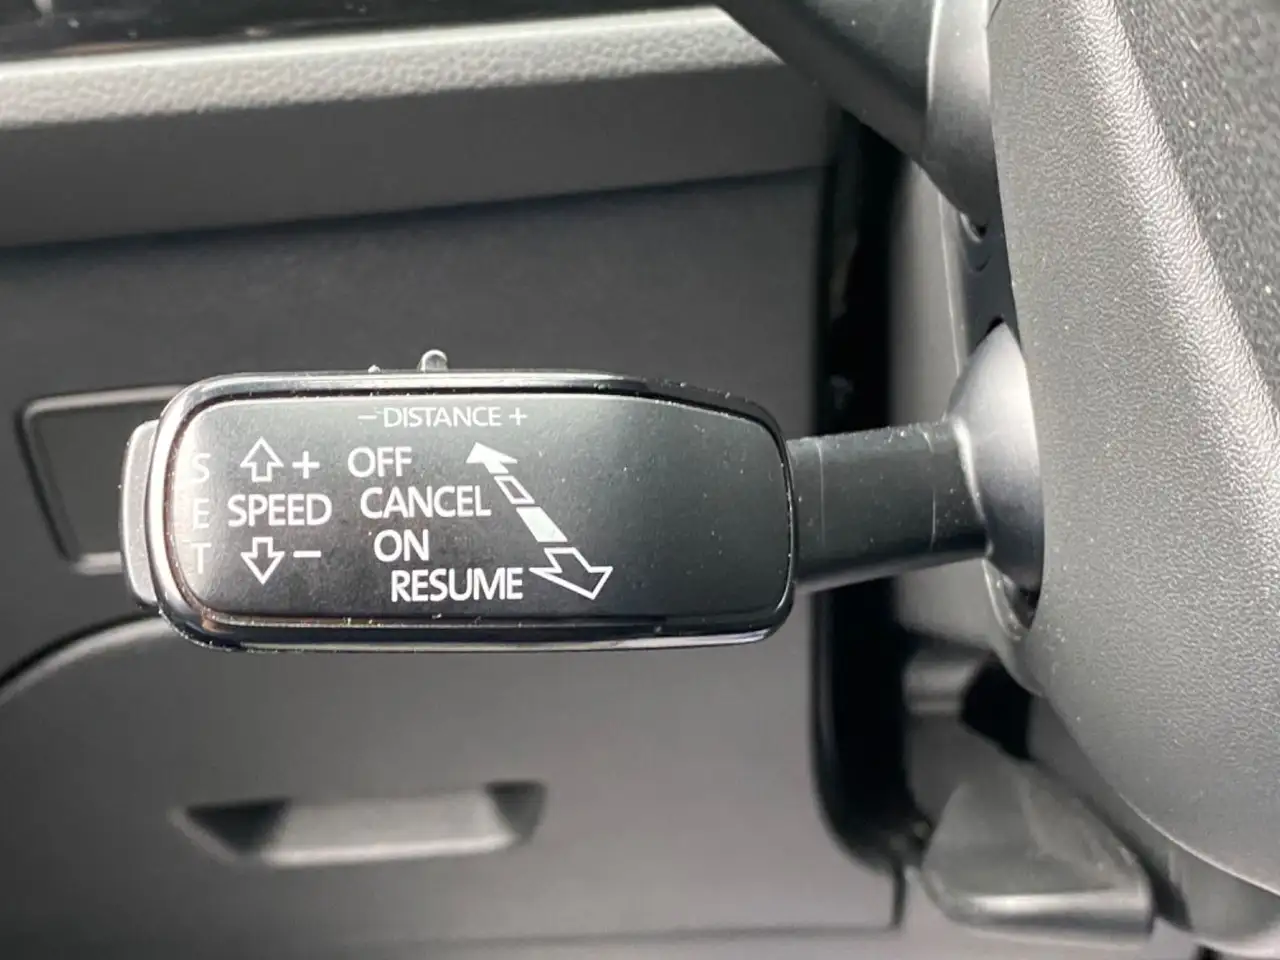 − DISTANCE +
S + OFF
E SPEED CANCEL
T − ON
RESUME